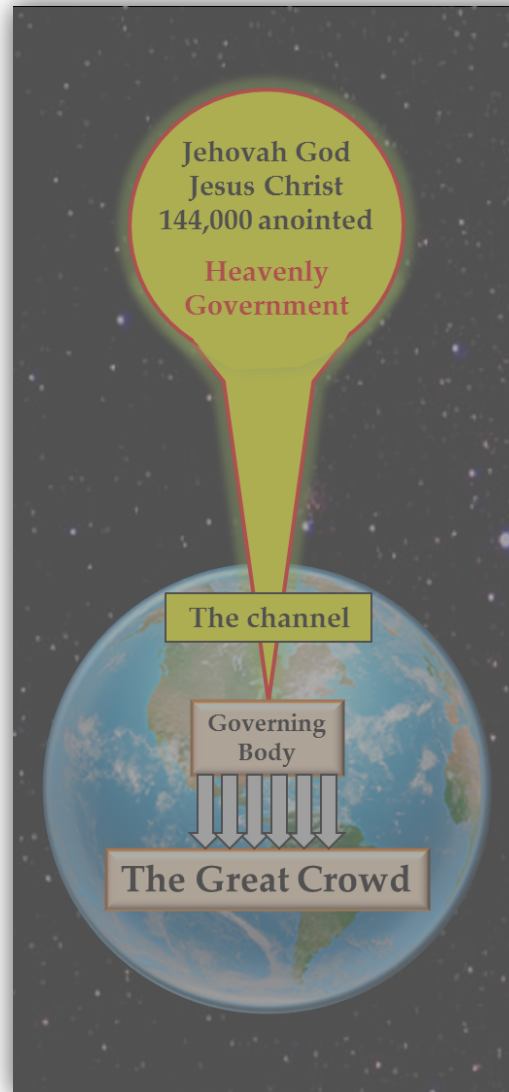 Jehovah God
Jesus Christ
144,000 anointed
Heavenly
Government
The channel
Governing
Body
The Great Crowd